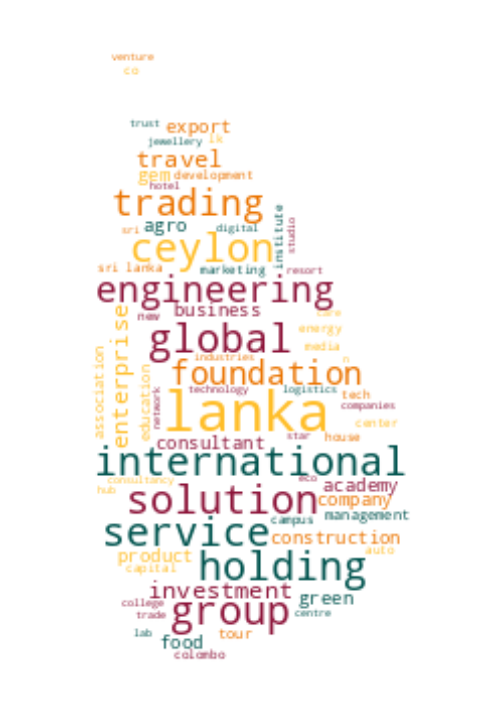 venture
co
trust export
jewellery lk
travel
gem development
hotel
trading
sri agro digital institute studio
ceylon
sri lanka marketing resort
engineering
new business care
enterprise global energy
industries media
association education foundation n
network technology logistics tech
lanka companies
center
consultant star house
international
consultancy eco academy
hub solution company
campus management
service construction
product auto
capital holding
investment green
college group centre
trade
lab food tour
colombo